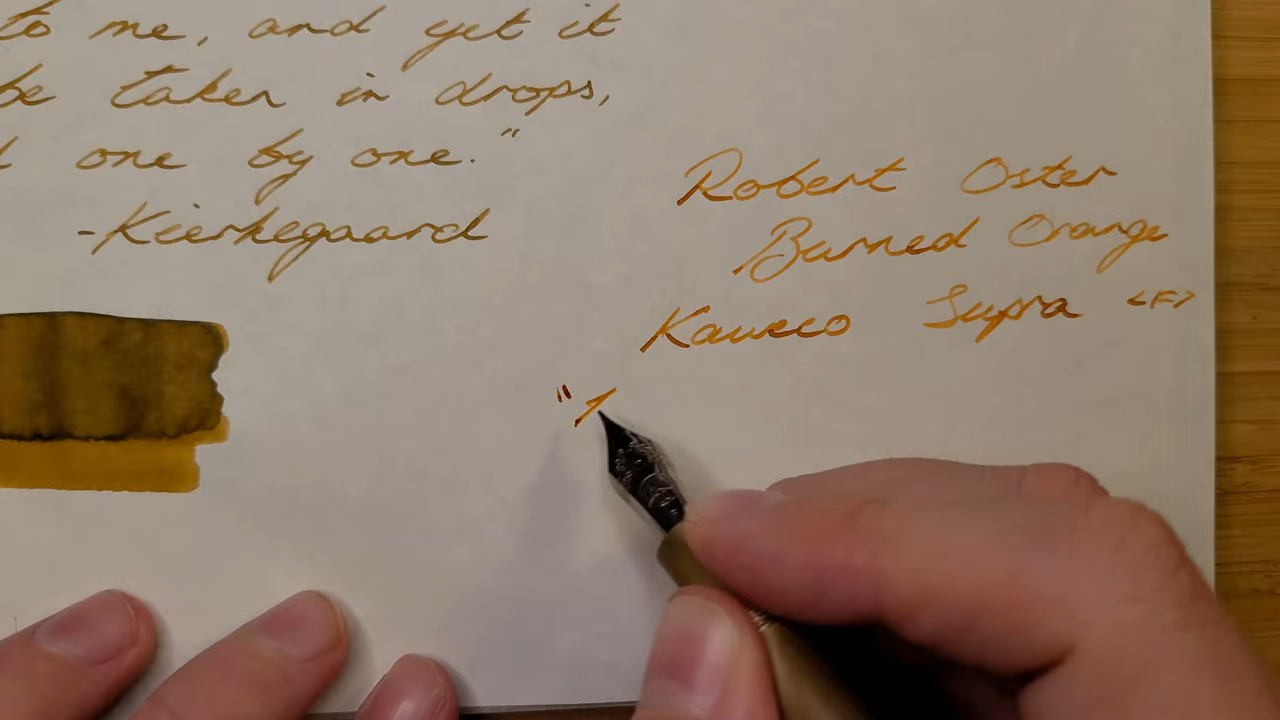 to me, and yet it
be taken in drops,
one by one."
-Kierkegaard
Robert Oster
Burned Orange
Kaweco Supra <F>
"